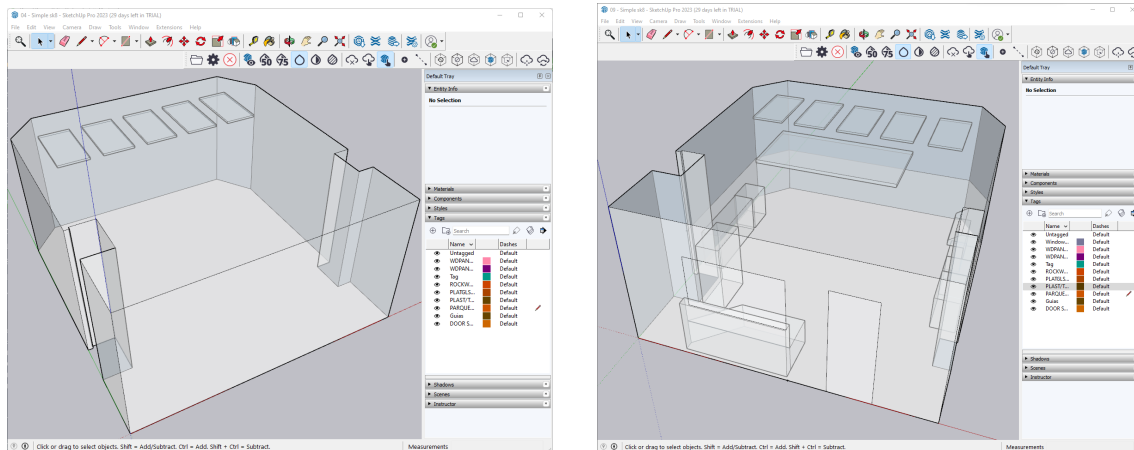 04 - Simple sk8 - SketchUp Pro 2023 (29 days left in TRIAL)
File Edit View Camera Draw Tools Window Extensions Help
Default Tray
Entity Info
No Selection
Materials
Components
Styles
Tags
Search
Name Dashes
Untagged Default
WDPAN... Default
WDPAN... Default
Tag Default
ROCKW... Default
PLATGLS... Default
PLAST/T... Default
PARQUE... Default
Guias Default
DOOR S... Default
Shadows
Scenes
Instructor
Click or drag to select objects. Shift = Add/Subtract. Ctrl = Add. Shift + Ctrl = Subtract. Measurements
09 - Simple sk8 - SketchUp Pro 2023 (29 days left in TRIAL)
File Edit View Camera Draw Tools Window Extensions Help
Default Tray
Entity Info
No Selection
Materials
Components
Styles
Tags
Search
Name Dashes
Untagged Default
Window... Default
WDPAN... Default
WDPAN... Default
Tag Default
ROCKW... Default
PLATGLS... Default
PLAST/T... Default
PARQUE... Default
Guias Default
DOOR S... Default
Shadows
Scenes
Instructor
Click or drag to select objects. Shift = Add/Subtract. Ctrl = Add. Shift + Ctrl = Subtract. Measurements